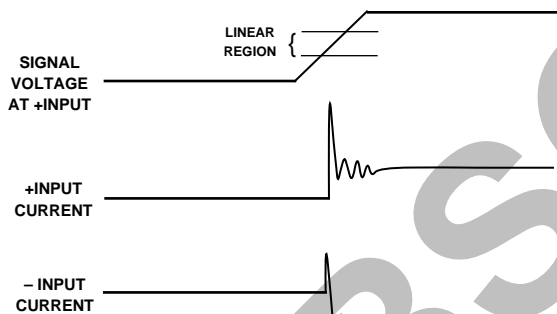 LINEAR
REGION
SIGNAL
VOLTAGE
AT +INPUT
+INPUT
CURRENT
– INPUT
CURRENT